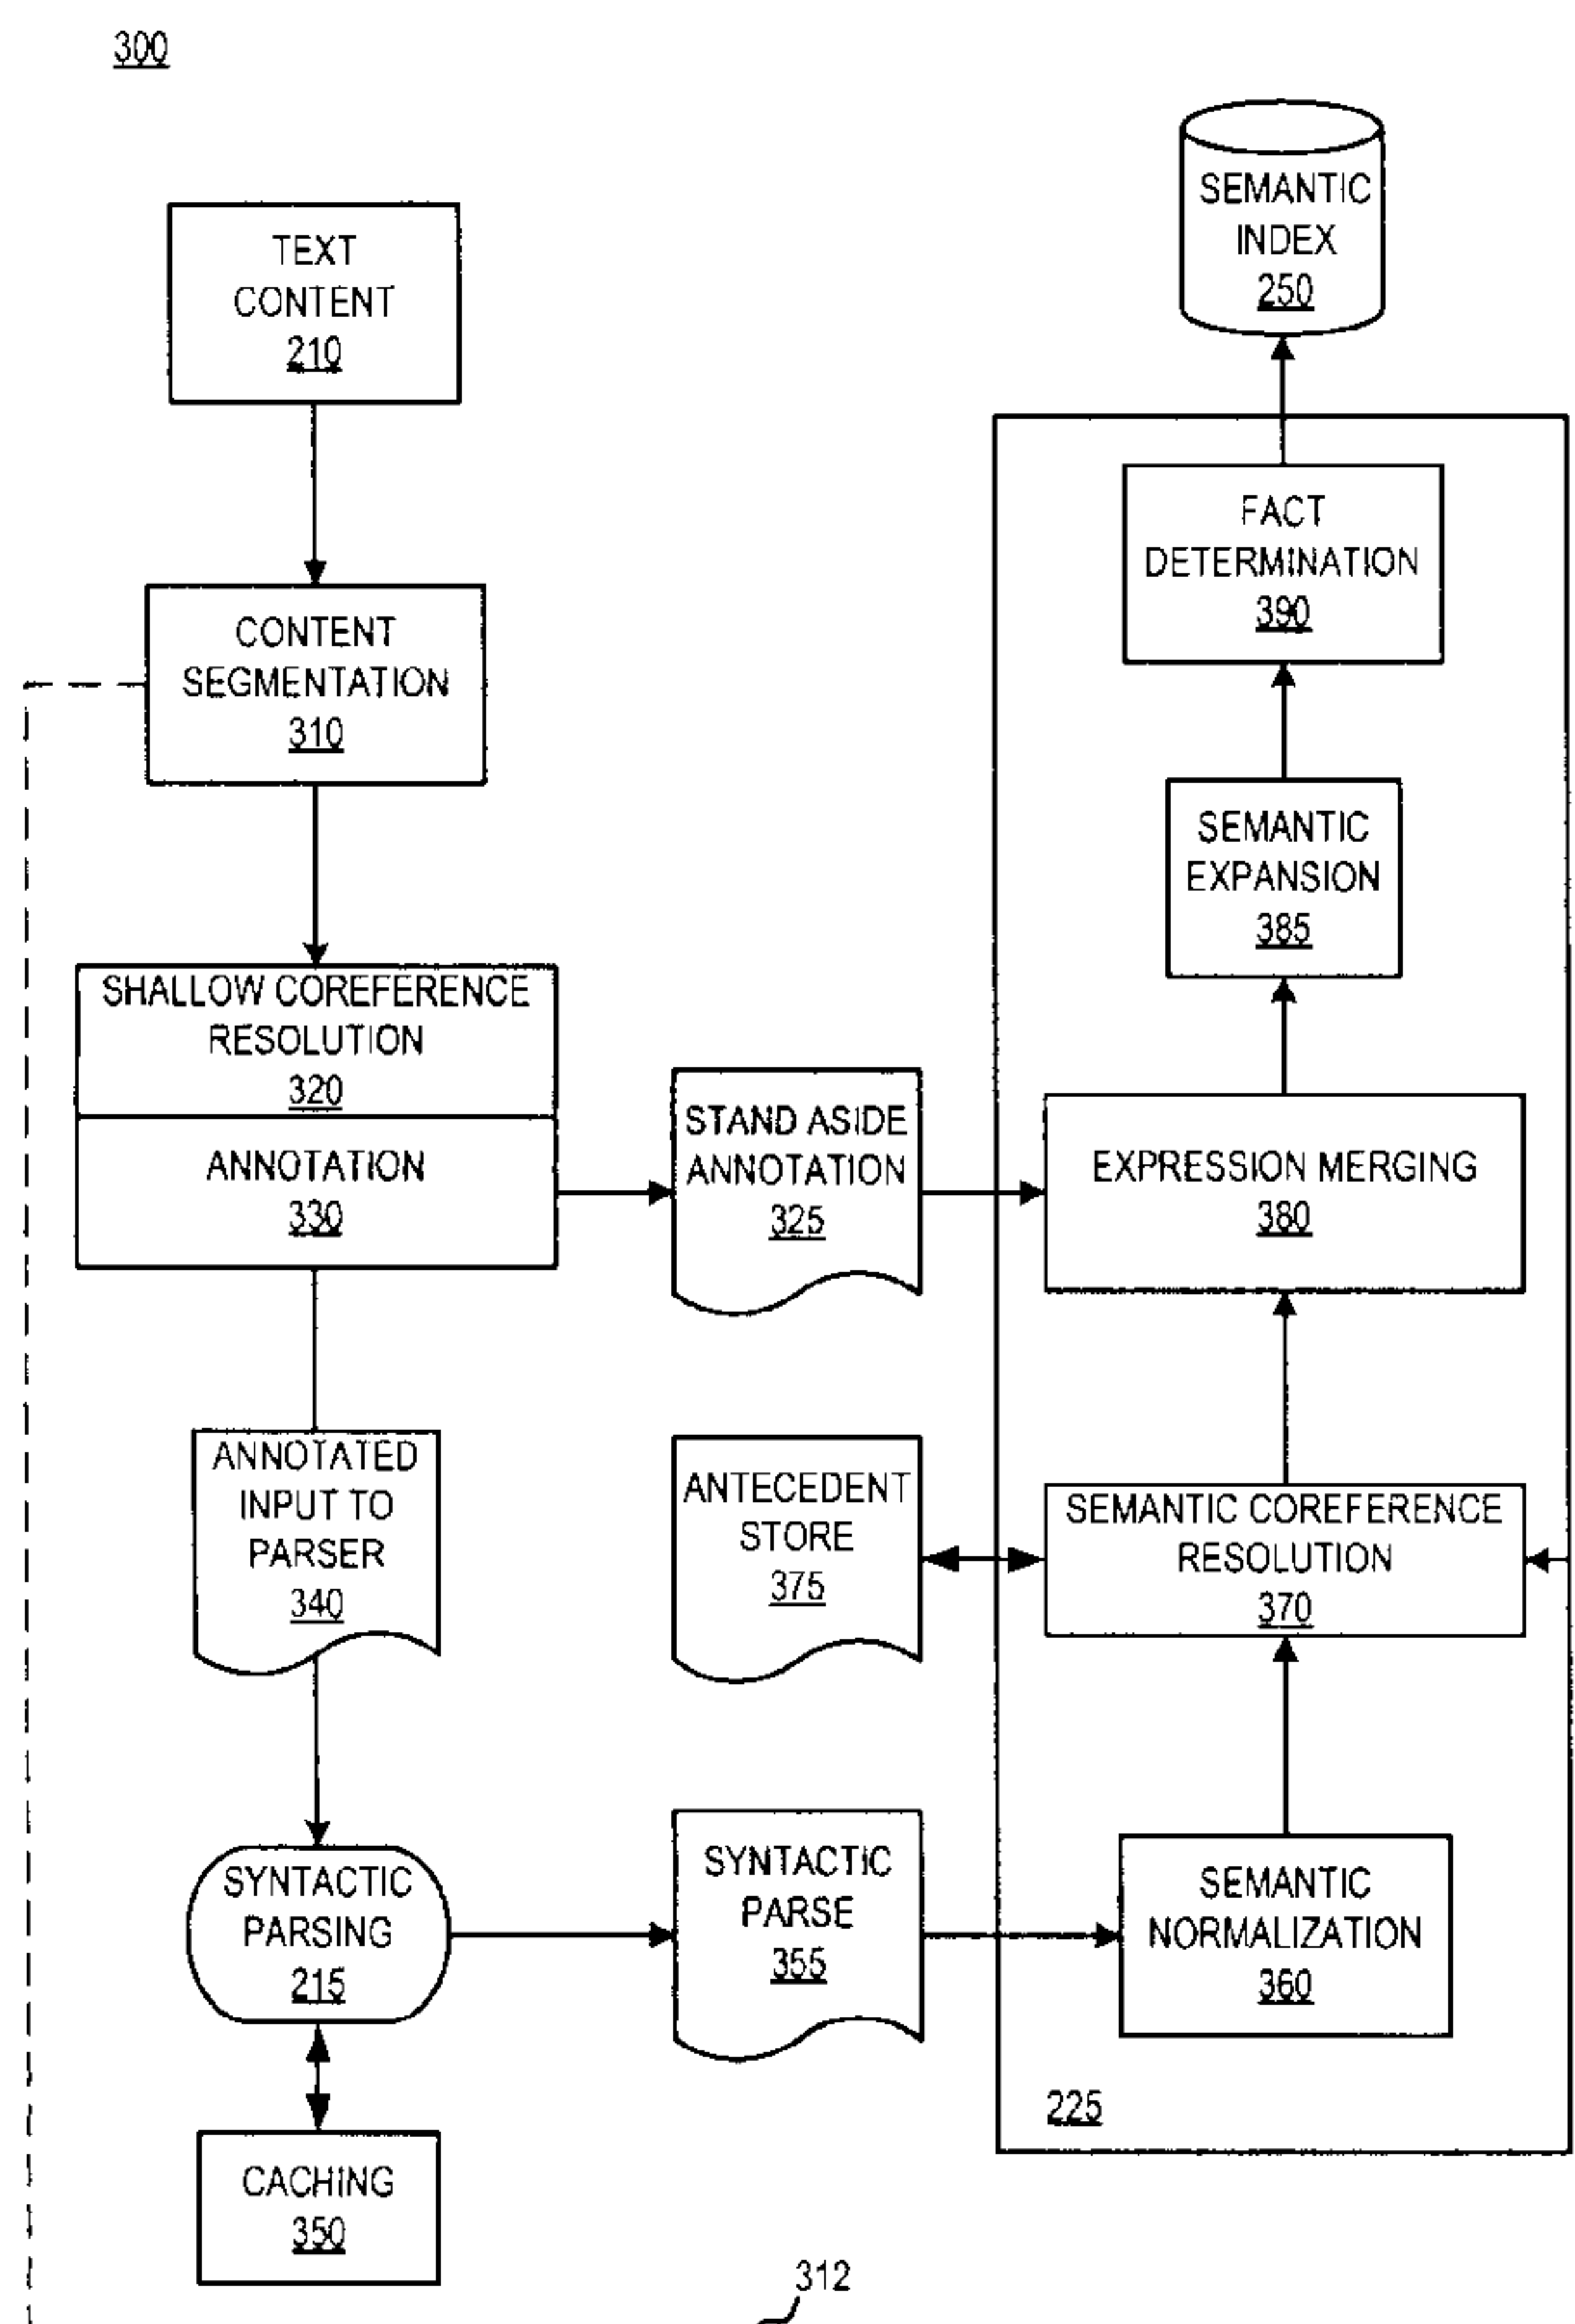 300
TEXT
CONTENT
210
CONTENT
SEGMENTATION
310
SHALLOW COREFERENCE
RESOLUTION
320
ANNOTATION
330
ANNOTATED
INPUT TO
PARSER
340
SYNTACTIC
PARSING
215
CACHING
350
STAND ASIDE
ANNOTATION
325
ANTECEDENT
STORE
375
SYNTACTIC
PARSE
355
SEMANTIC
INDEX
250
FACT
DETERMINATION
390
SEMANTIC
EXPANSION
385
EXPRESSION MERGING
380
SEMANTIC COREFERENCE
RESOLUTION
370
SEMANTIC
NORMALIZATION
360
225
312